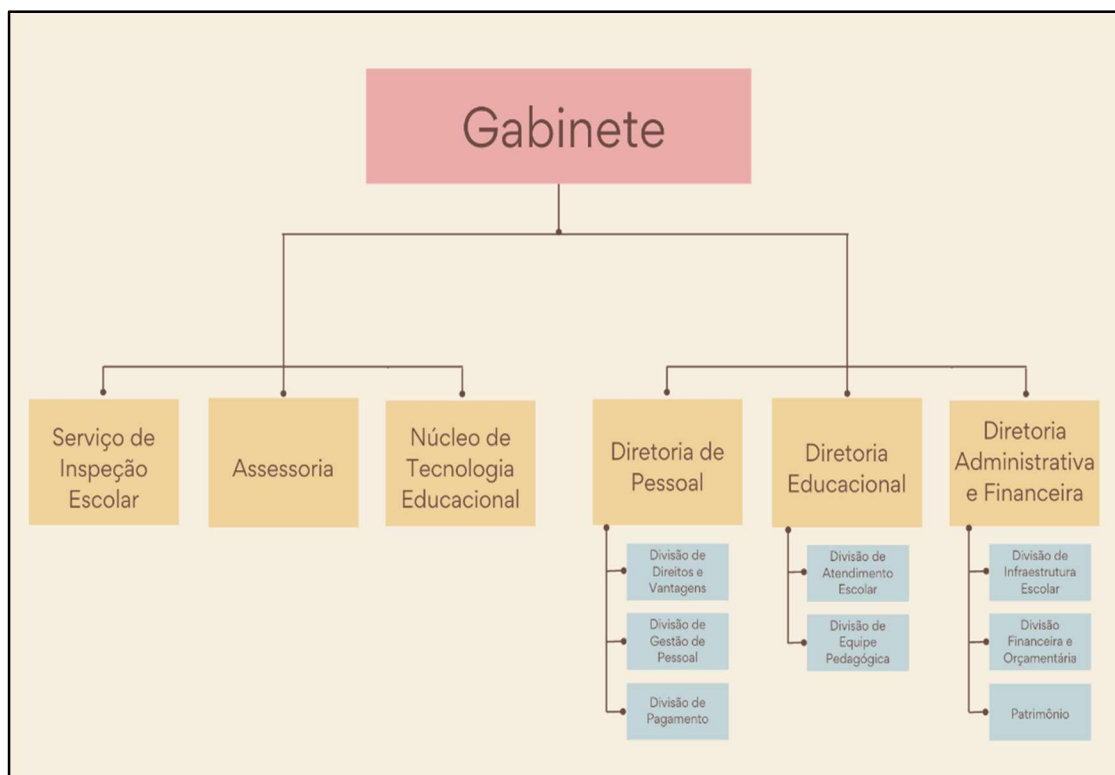 Gabinete
Serviço de
Inspeção
Escolar
Assessoria
Núcleo de
Tecnologia
Educacional
Diretoria de
Pessoal
Diretoria
Educacional
Diretoria
Administrativa
e Financeira
Divisão de
Direitos e
Vantagens
Divisão de
Gestão de
Pessoal
Divisão de
Pagamento
Divisão de
Atendimento
Escolar
Divisão de
Equipe
Pedagógica
Divisão de
Infraestrutura
Escolar
Divisão
Financeira e
Orçamentária
Patrimônio